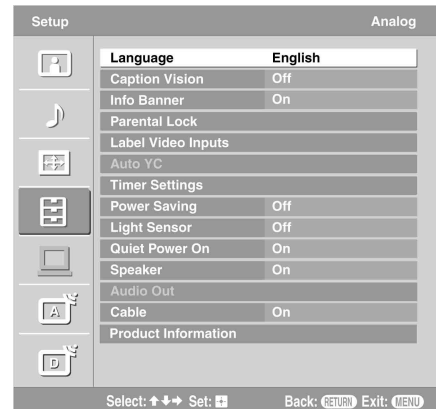 Setup Analog
Language English
Caption Vision Off
Info Banner On
Parental Lock
Label Video Inputs
Auto YC
Timer Settings
Power Saving Off
Light Sensor Off
Quiet Power On On
Speaker On
Audio Out
A
Cable On
Product Information
D
Select: ↑↓→ Set: Back: RETURN Exit: MENU